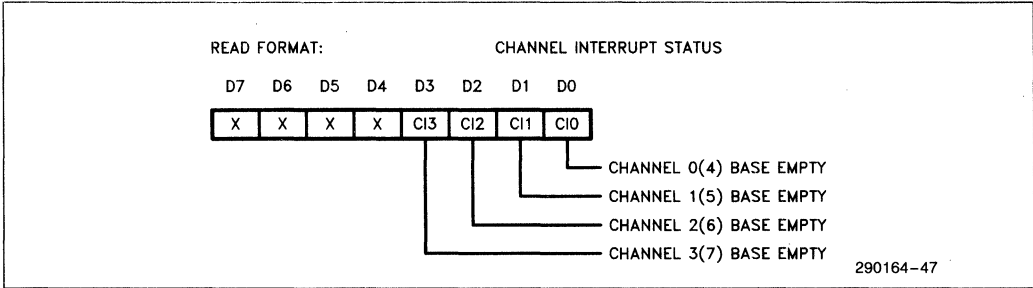 READ FORMAT: CHANNEL INTERRUPT STATUS
D7 D6 D5 D4 D3 D2 D1 D0
X X X X CI3 CI2 CI1 CI0
CHANNEL 0(4) BASE EMPTY
CHANNEL 1(5) BASE EMPTY
CHANNEL 2(6) BASE EMPTY
CHANNEL 3(7) BASE EMPTY
290164-47